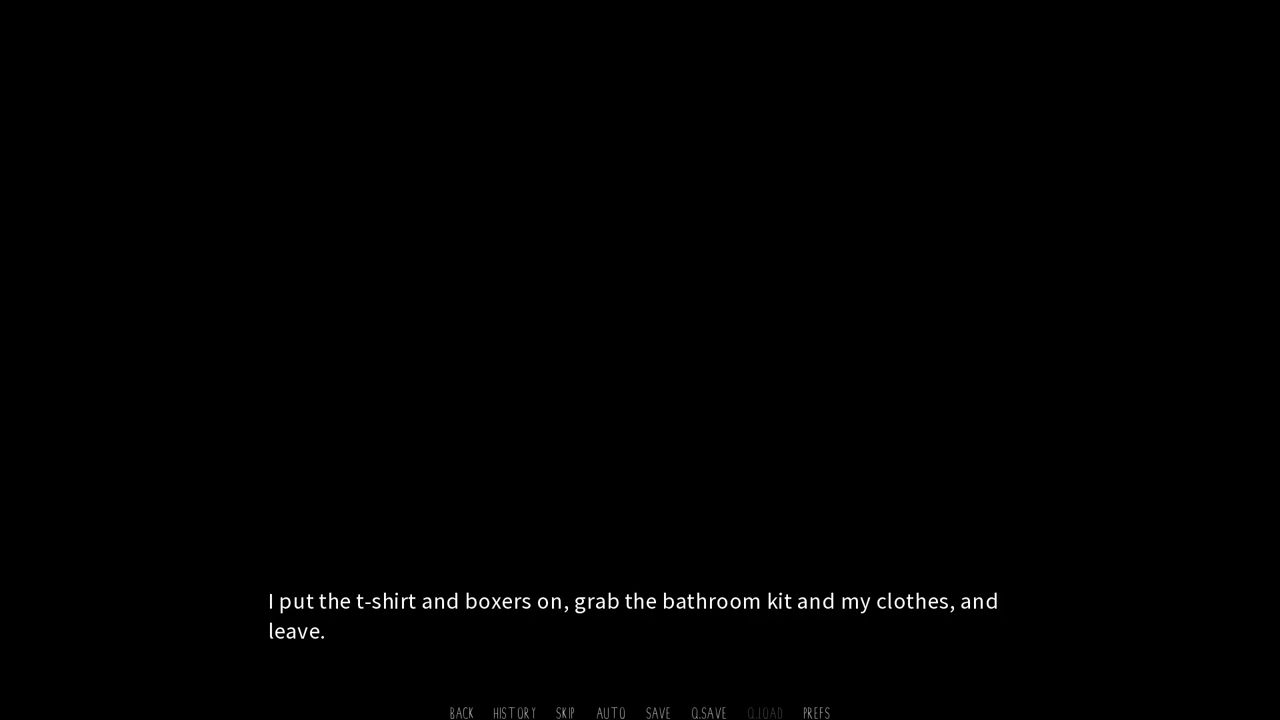 I put the t-shirt and boxers on, grab the bathroom kit and my clothes, and
leave.
BACK HISTORY SKIP AUTO SAVE Q.SAVE Q.LOAD PREFS